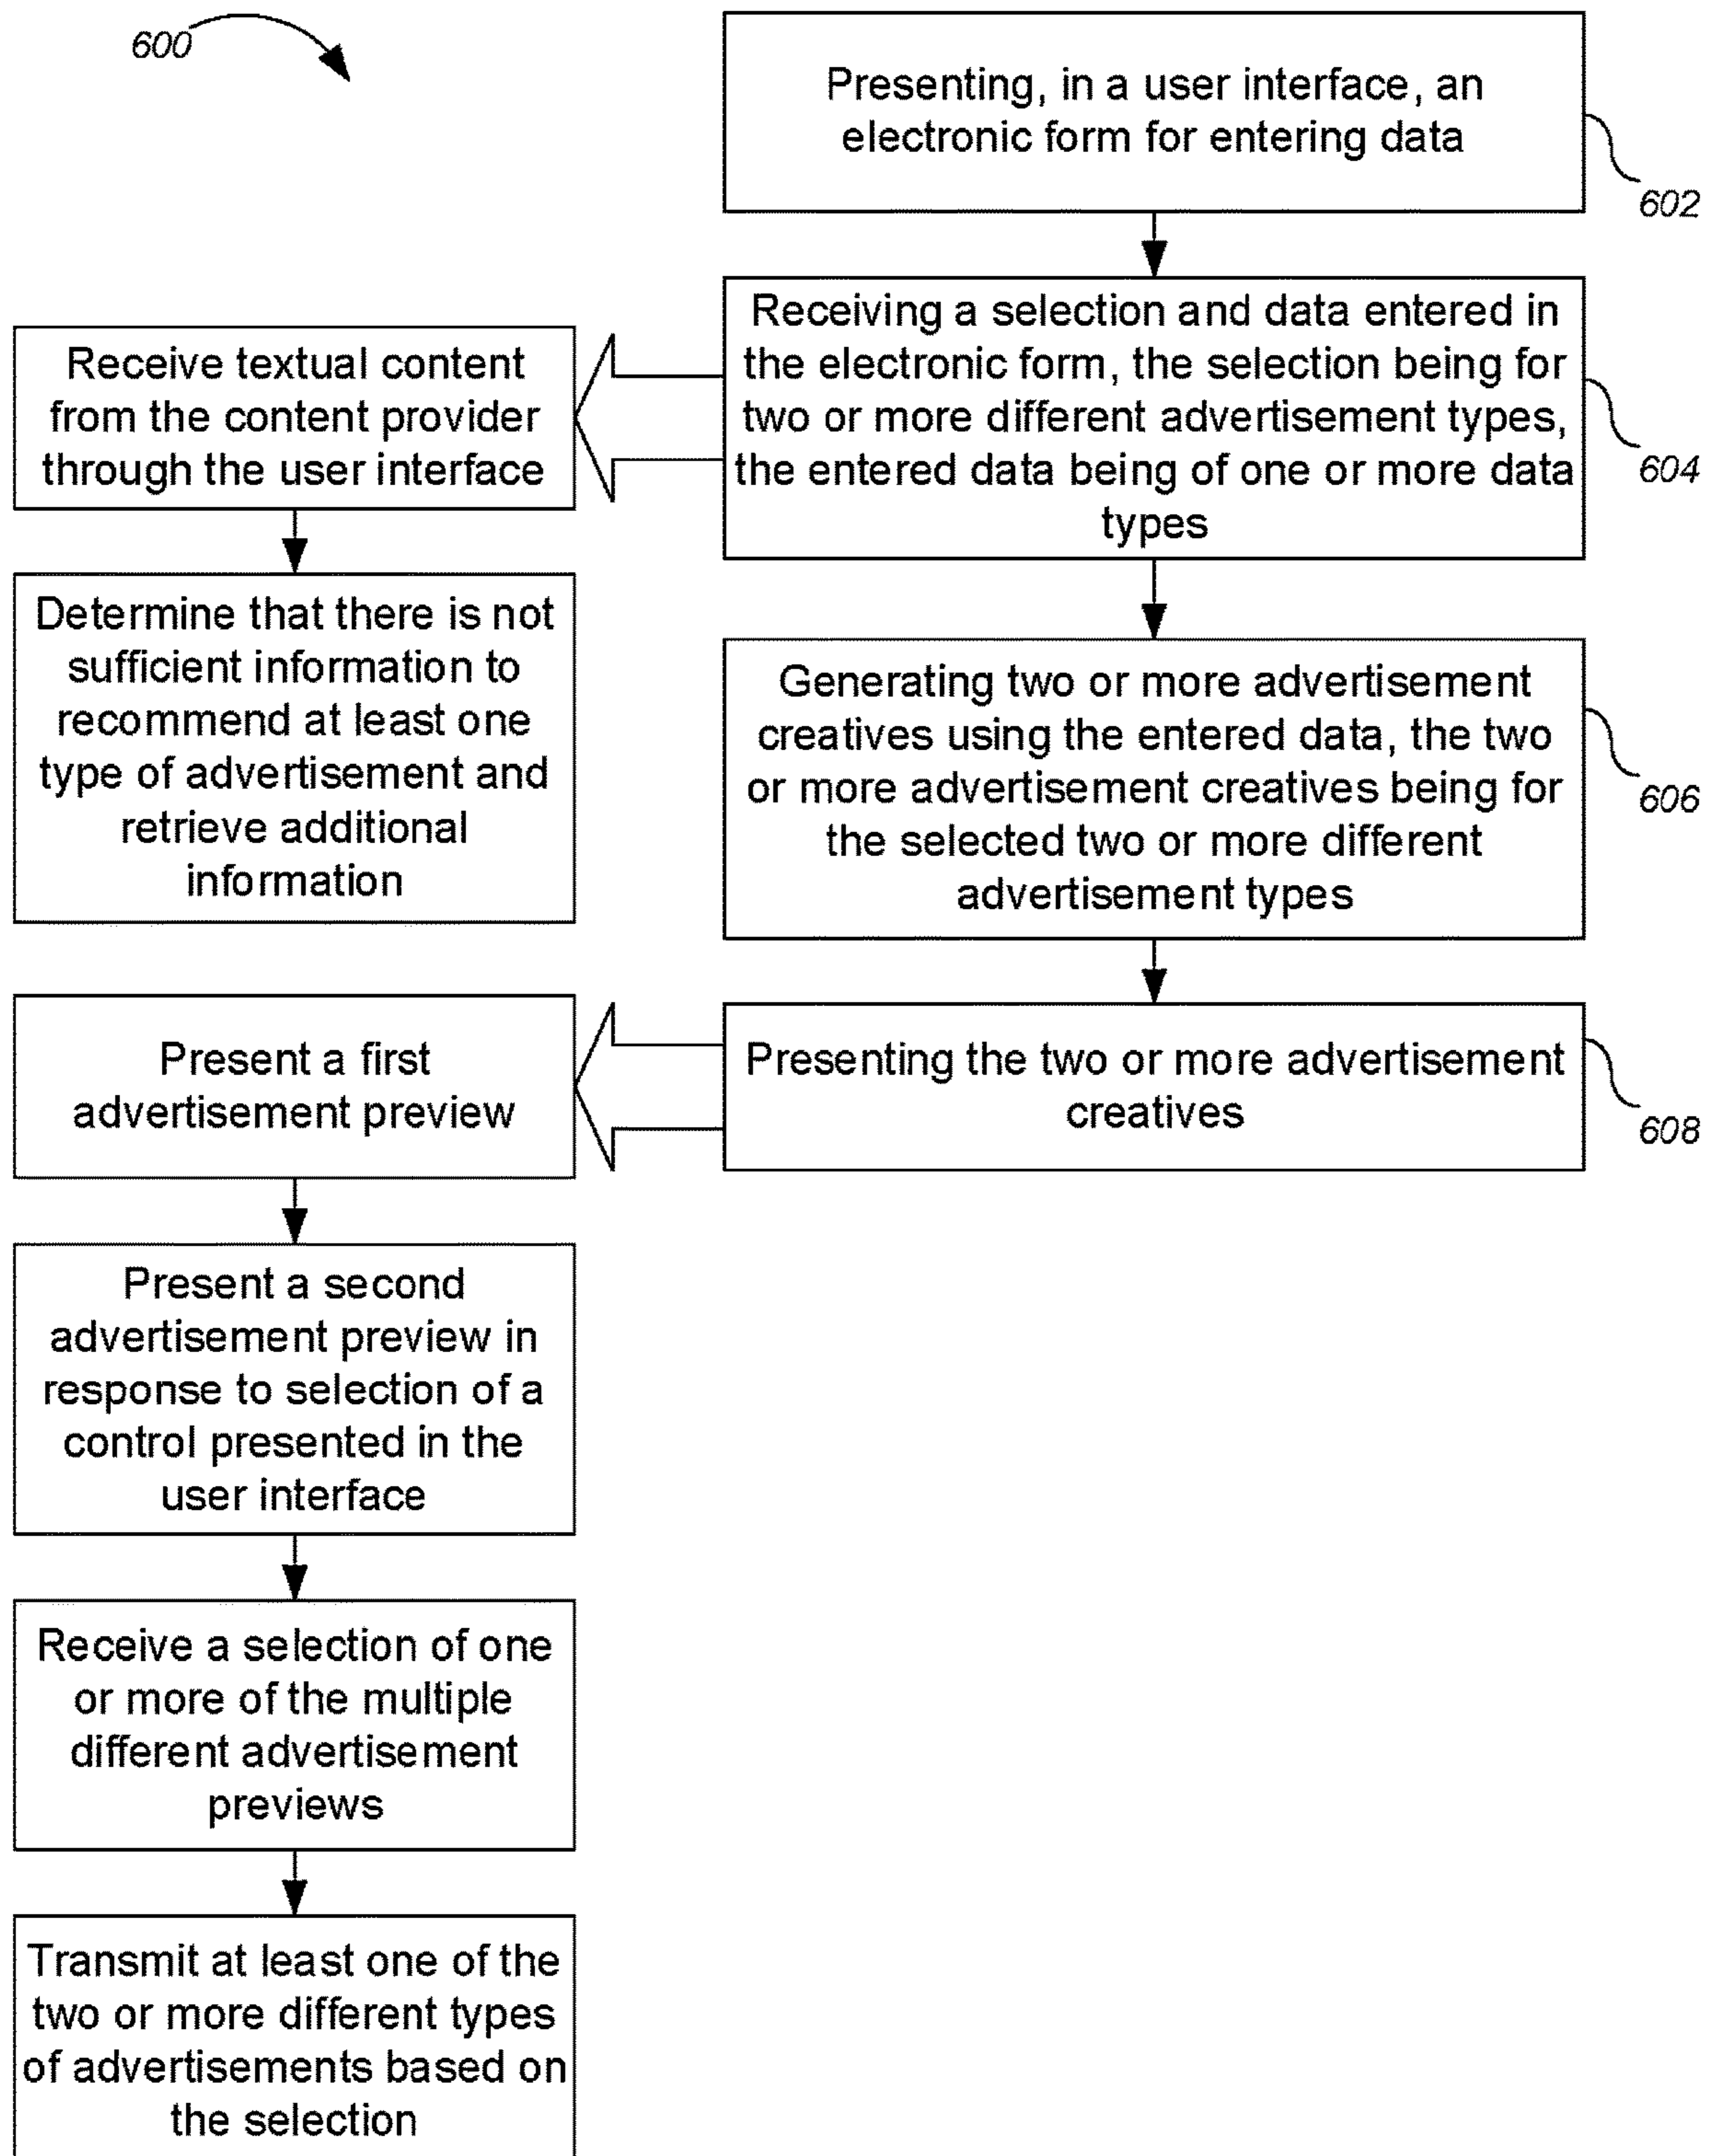 600
Presenting, in a user interface, an
electronic form for entering data
602
Receiving a selection and data entered in
the electronic form, the selection being for
two or more different advertisement types,
the entered data being of one or more data
types
604
Receive textual content
from the content provider
through the user interface
Determine that there is not
sufficient information to
recommend at least one
type of advertisement and
retrieve additional
information
Generating two or more advertisement
creatives using the entered data, the two
or more advertisement creatives being for
the selected two or more different
advertisement types
606
Presenting the two or more advertisement
creatives
608
Present a first
advertisement preview
Present a second
advertisement preview in
response to selection of a
control presented in the
user interface
Receive a selection of one
or more of the multiple
different advertisement
previews
Transmit at least one of the
two or more different types
of advertisements based on
the selection